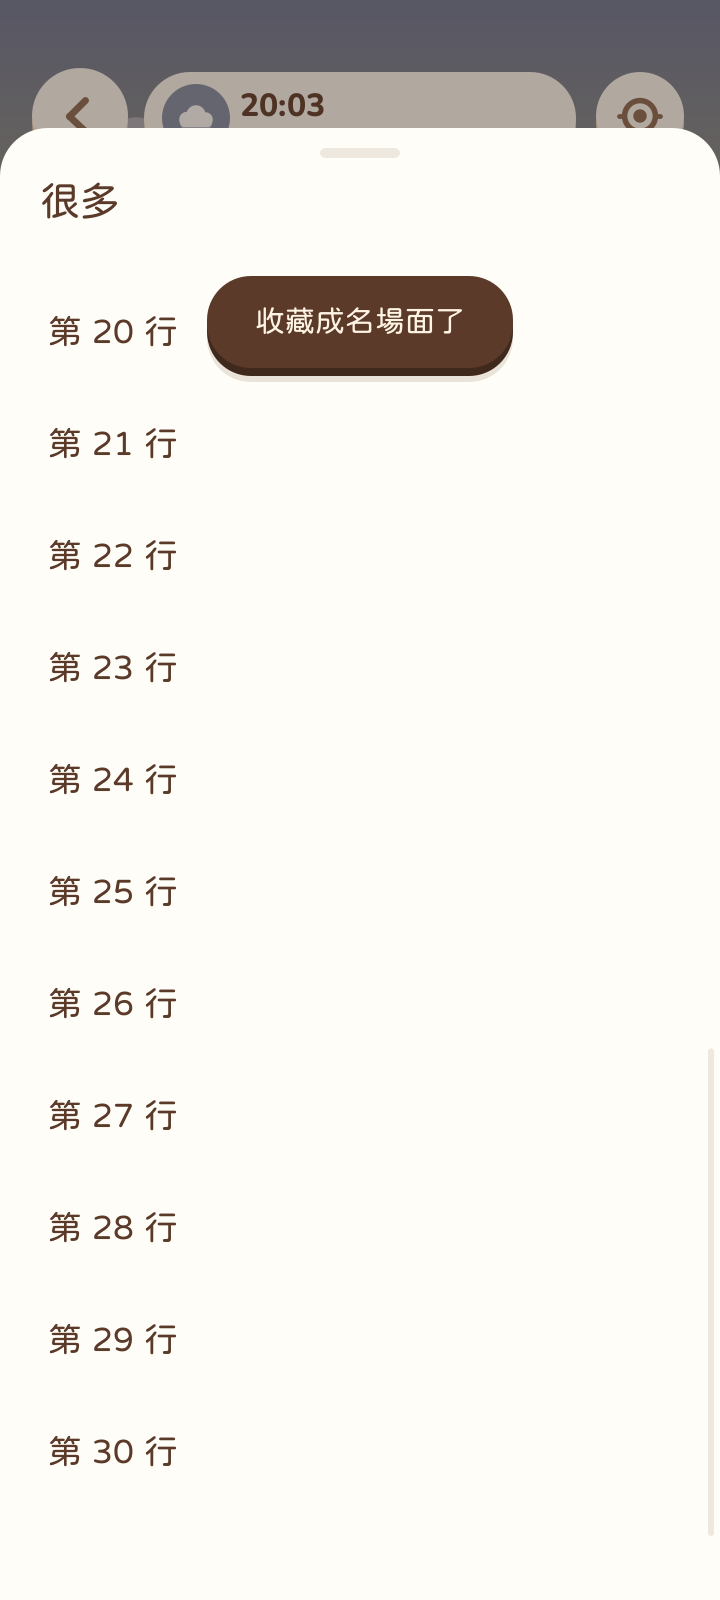 20:03
很多
收藏成名場面了
第 20 行
第 21 行
第 22 行
第 23 行
第 24 行
第 25 行
第 26 行
第 27 行
第 28 行
第 29 行
第 30 行